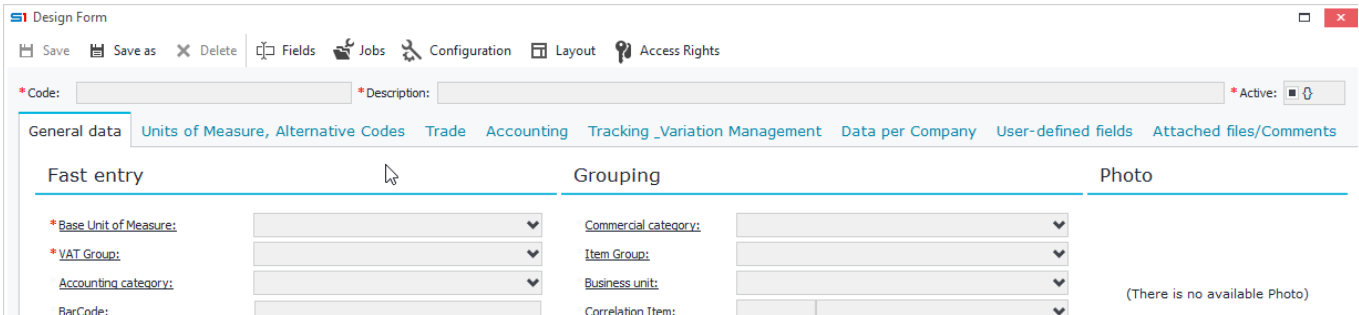 S1 Design Form
Save Save as Delete Fields Jobs Configuration Layout Access Rights
*Code: *Description: *Active: {}
General data Units of Measure, Alternative Codes Trade Accounting Tracking _Variation Management Data per Company User-defined fields Attached files/Comments
Fast entry Grouping Photo
*Base Unit of Measure: Commercial category:
*VAT Group: Item Group:
Accounting category: Business unit:
(There is no available Photo)
BarCode: Correlation Item: